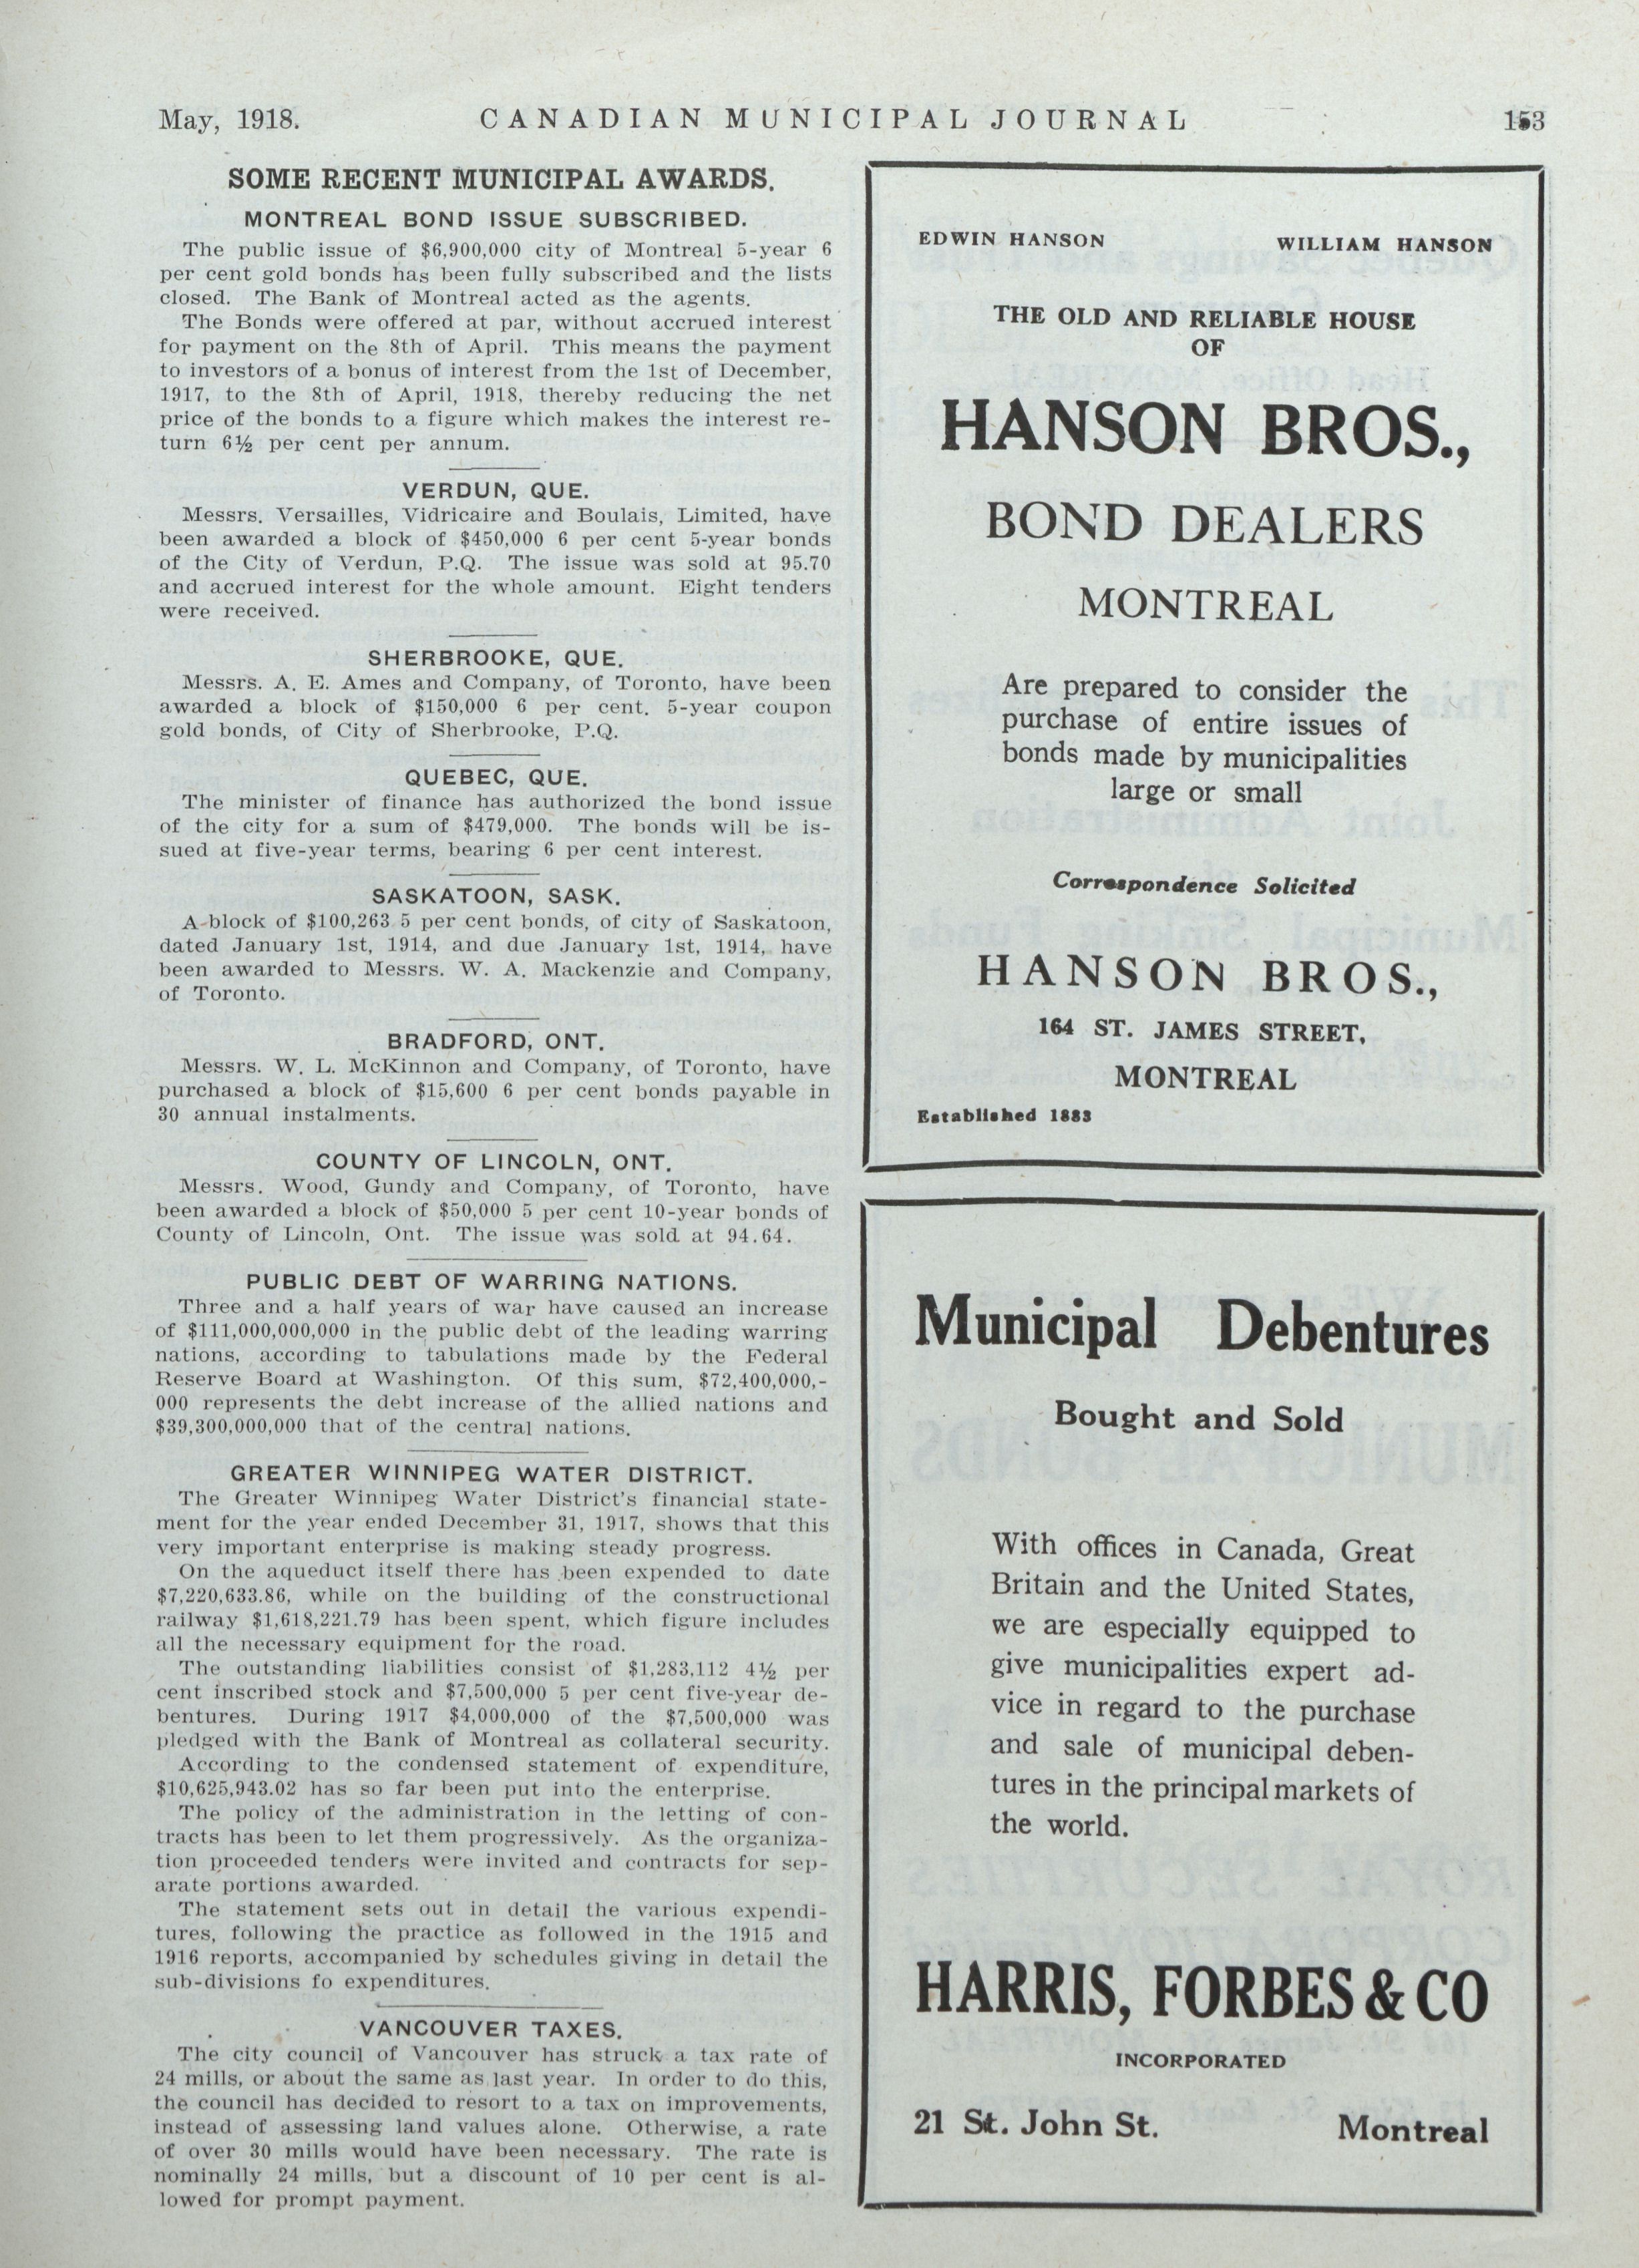 May, 1918.
CANADIAN MUNICIPAL JOURNAL
153
SOME RECENT MUNICIPAL AWARDS.
MONTREAL BOND ISSUE SUBSCRIBED.
The public issue of $6,900,000 city of Montreal 5-year 6
per cent gold bonds has been fully subscribed and the lists
closed. The Bank of Montreal acted as the agents.
The Bonds were offered at par, without accrued interest
for payment on the 8th of April. This means the payment
to investors of a bonus of interest from the 1st of December,
1917, to the 8th of April, 1918, thereby reducing the net
price of the bonds to a figure which makes the interest re-
turn 6½ per cent per annum.
VERDUN, QUE.
Messrs. Versailles, Vidricaire and Boulais, Limited, have
been awarded a block of $450,000 6 per cent 5-year bonds
of the City of Verdun, P.Q. The issue was sold at 95.70
and accrued interest for the whole amount. Eight tenders
were received.
SHERBROOKE, QUE.
Messrs. A. E. Ames and Company, of Toronto, have been
awarded a block of $150,000 6 per cent. 5-year coupon
gold bonds, of City of Sherbrooke, P.Q.
QUEBEC, QUE.
The minister of finance has authorized the bond issue
of the city for a sum of $479,000. The bonds will be is-
sued at five-year terms, bearing 6 per cent interest.
SASKATOON, SASK.
A block of $100,263 5 per cent bonds, of city of Saskatoon,
dated January 1st, 1914, and due January 1st, 1914, have
been awarded to Messrs. W. A. Mackenzie and Company,
of Toronto.
BRADFORD, ONT.
Messrs. W. L. McKinnon and Company, of Toronto, have
purchased a block of $15,600 6 per cent bonds payable in
30 annual instalments.
COUNTY OF LINCOLN, ONT.
Messrs. Wood, Gundy and Company, of Toronto, have
been awarded a block of $50,000 5 per cent 10-year bonds of
County of Lincoln, Ont. The issue was sold at 94.64.
PUBLIC DEBT OF WARRING NATIONS.
Three and a half years of war have caused an increase
of $111,000,000,000 in the public debt of the leading warring
nations, according to tabulations made by the Federal
Reserve Board at Washington. Of this sum, $72,400,000,-
000 represents the debt increase of the allied nations and
$39,300,000,000 that of the central nations.
GREATER WINNIPEG WATER DISTRICT.
The Greater Winnipeg Water District's financial state-
ment for the year ended December 31, 1917, shows that this
very important enterprise is making steady progress.
On the aqueduct itself there has been expended to date
$7,220,633.86, while on the building of the constructional
railway $1,618,221.79 has been spent, which figure includes
all the necessary equipment for the road.
The outstanding liabilities consist of $1,283,112 4½ per
cent inscribed stock and $7,500,000 5 per cent five-year de-
bentures. During 1917 $4,000,000 of the $7,500,000 was
pledged with the Bank of Montreal as collateral security.
According to the condensed statement of expenditure,
$10,625,943.02 has so far been put into the enterprise.
The policy of the administration in the letting of con-
tracts has been to let them progressively. As the organiza-
tion proceeded tenders were invited and contracts for sep-
arate portions awarded.
The statement sets out in detail the various expendi-
tures, following the practice as followed in the 1915 and
1916 reports, accompanied by schedules giving in detail the
sub-divisions fo expenditures.
VANCOUVER TAXES.
The city council of Vancouver has struck a tax rate of
24 mills, or about the same as last year. In order to do this,
the council has decided to resort to a tax on improvements,
instead of assessing land values alone. Otherwise, a rate
of over 30 mills would have been necessary. The rate is
nominally 24 mills, but a discount of 10 per cent is al-
lowed for prompt payment.
EDWIN HANSON WILLIAM HANSON
THE OLD AND RELIABLE HOUSE
OF
HANSON BROS.,
BOND DEALERS
MONTREAL
Are prepared to consider the
purchase of entire issues of
bonds made by municipalities
large or small
Correspondence Solicited
HANSON BROS.,
164 ST. JAMES STREET,
MONTREAL
Established 1883
Municipal Debentures
Bought and Sold
With offices in Canada, Great
Britain and the United States,
we are especially equipped to
give municipalities expert ad-
vice in regard to the purchase
and sale of municipal deben-
tures in the principal markets of
the world.
HARRIS, FORBES & CO
INCORPORATED
21 St. John St. Montreal